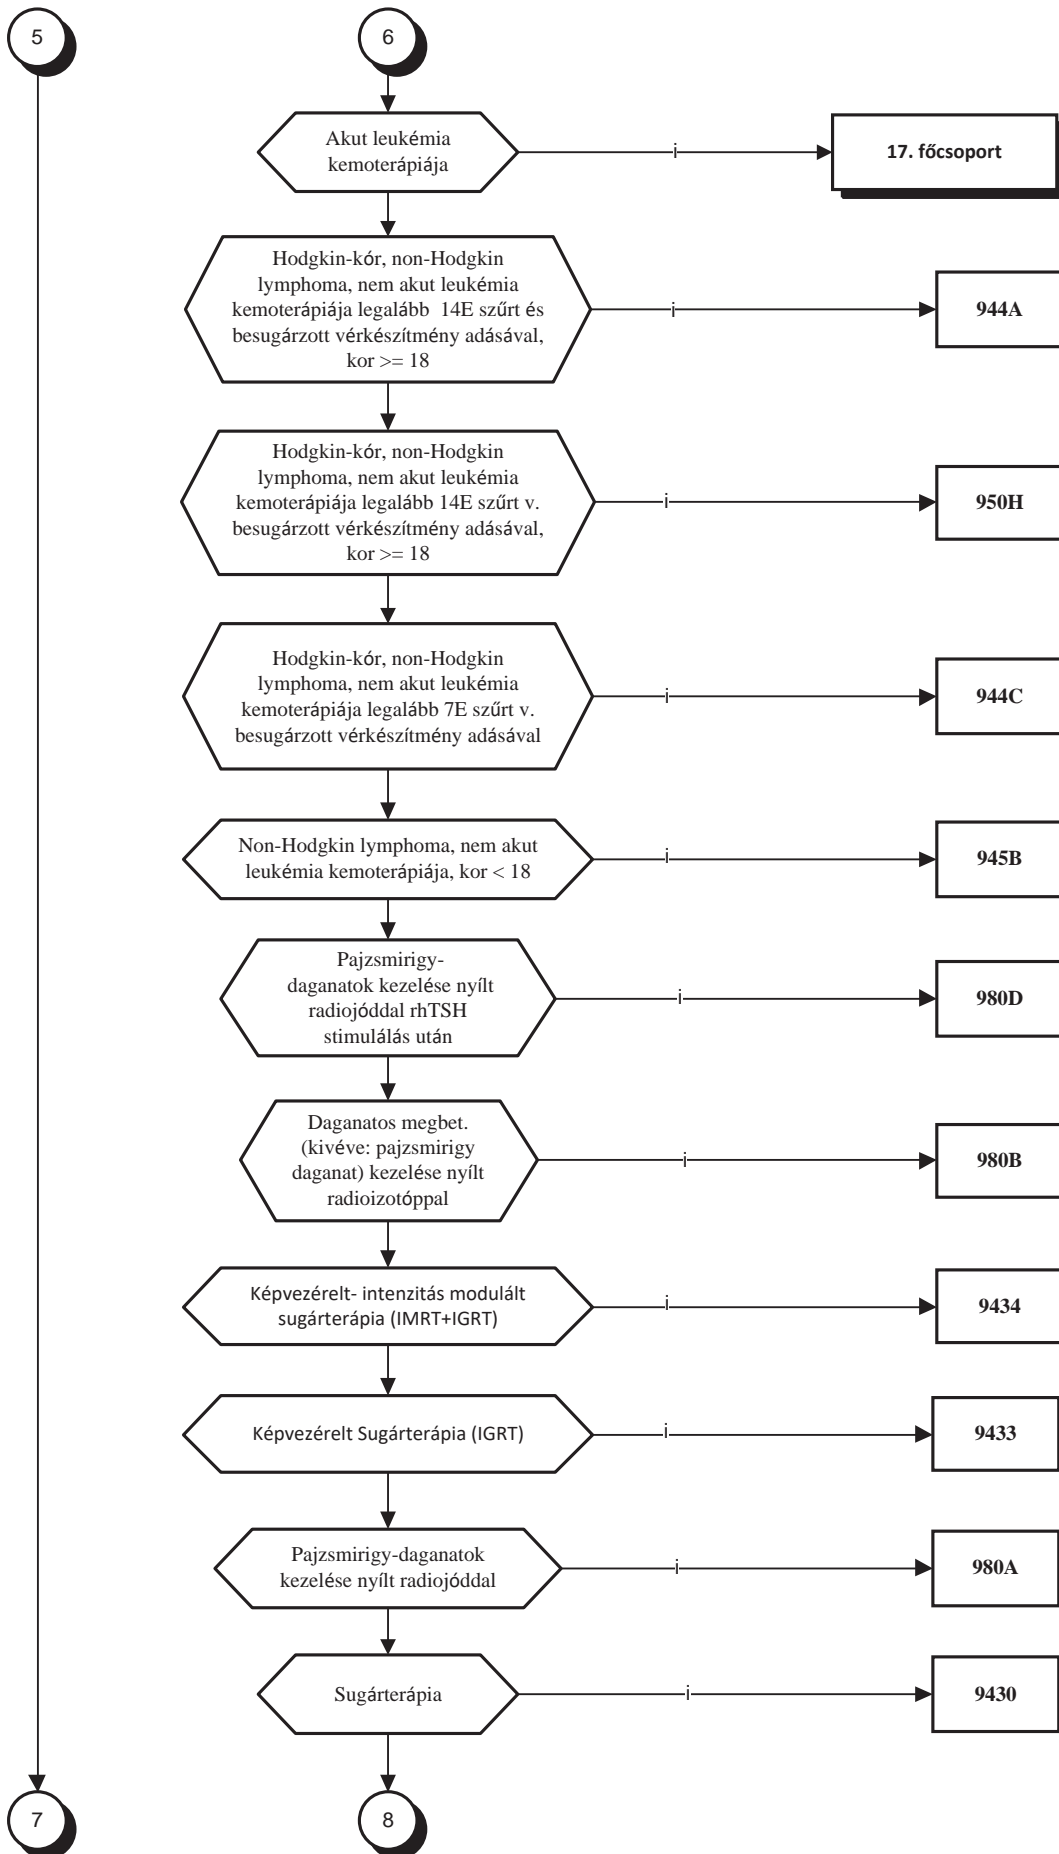 5
6
Akut leukémia
kemoterápiája
i
17. főcsoport
Hodgkin-kór, non-Hodgkin
lymphoma, nem akut leukémia
kemoterápiája legalább 14E szűrt és
besugárzott vérkészítmény adásával,
kor >= 18
i
944A
Hodgkin-kór, non-Hodgkin
lymphoma, nem akut leukémia
kemoterápiája legalább 14E szűrt v.
besugárzott vérkészítmény adásával,
kor >= 18
i
950H
Hodgkin-kór, non-Hodgkin
lymphoma, nem akut leukémia
kemoterápiája legalább 7E szűrt v.
besugárzott vérkészítmény adásával
i
944C
Non-Hodgkin lymphoma, nem akut
leukémia kemoterápiája, kor < 18
i
945B
Pajzsmirigy-
daganatok kezelése nyílt
radiojóddal rhTSH
stimulálás után
i
980D
Daganatos megbet.
(kivéve: pajzsmirigy
daganat) kezelése nyílt
radioizotóppal
i
980B
Képvezérelt- intenzitás modulált
sugárterápia (IMRT+IGRT)
i
9434
Képvezérelt Sugárterápia (IGRT)
i
9433
Pajzsmirigy-daganatok
kezelése nyílt radiojóddal
i
980A
Sugárterápia
i
9430
7
8